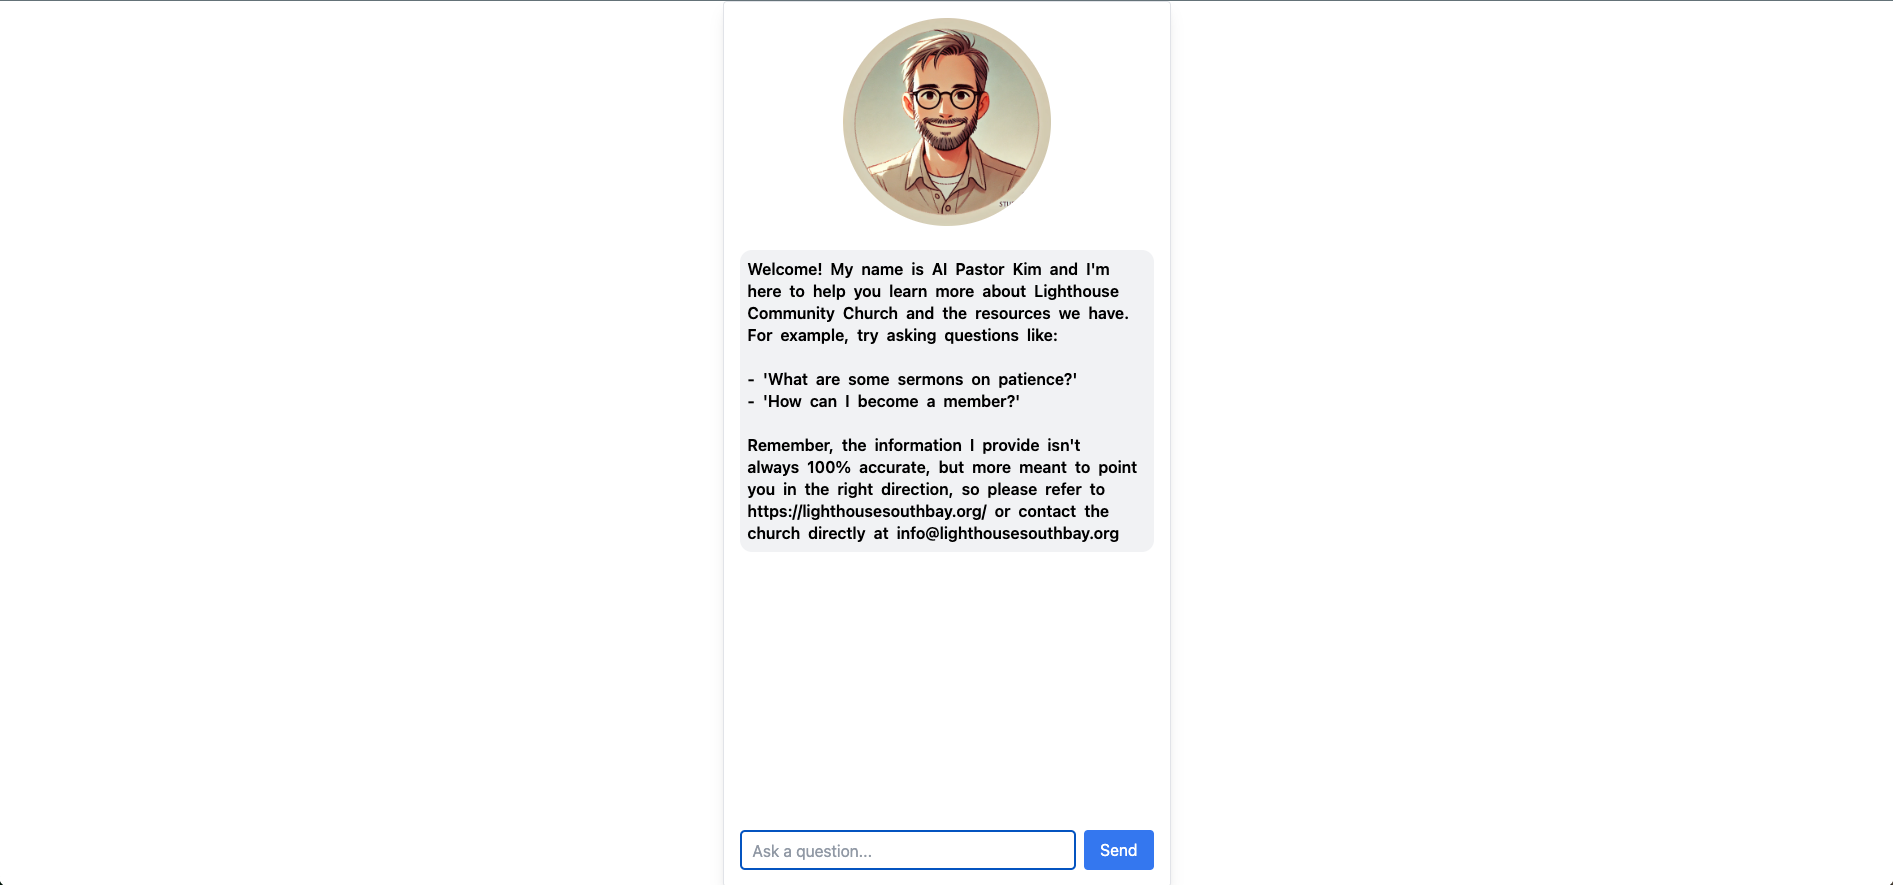 Welcome! My name is AI Pastor Kim and I'm
here to help you learn more about Lighthouse
Community Church and the resources we have.
For example, try asking questions like:
- 'What are some sermons on patience?'
- 'How can I become a member?'
Remember, the information I provide isn't
always 100% accurate, but more meant to point
you in the right direction, so please refer to
https://lighthousesouthbay.org/ or contact the
church directly at info@lighthousesouthbay.org
Ask a question...
Send